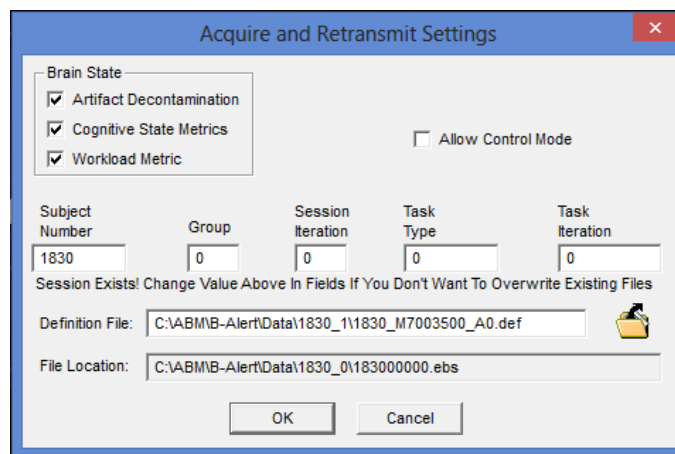 Acquire and Retransmit Settings
Brain State
Artifact Decontamination
Cognitive State Metrics
Workload Metric
Allow Control Mode
Subject Number
Group
Session Iteration
Task Type
Task Iteration
1830 0 0 0 0
Session Exists! Change Value Above In Fields If You Don't Want To Overwrite Existing Files
Definition File: C:\ABM\B-Alert\Data\1830_1\1830_M7003500_A0.def
File Location: C:\ABM\B-Alert\Data\1830_0\183000000.ebs
OK Cancel